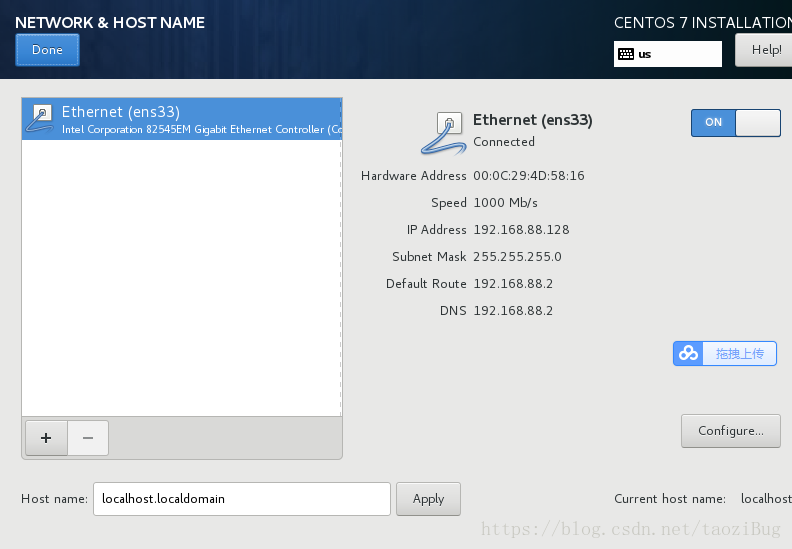 NETWORK & HOST NAME
CENTOS 7 INSTALLATION
Done
us
Help!
Ethernet (ens33)
Intel Corporation 82545EM Gigabit Ethernet Controller (Co
Ethernet (ens33)
Connected
ON
Hardware Address 00:0C:29:4D:58:16
Speed 1000 Mb/s
IP Address 192.168.88.128
Subnet Mask 255.255.255.0
Default Route 192.168.88.2
DNS 192.168.88.2
拖拽上传
+ −
Configure...
Host name: localhost.localdomain Apply
Current host name: localhost
https://blog.csdn.net/taoziBug